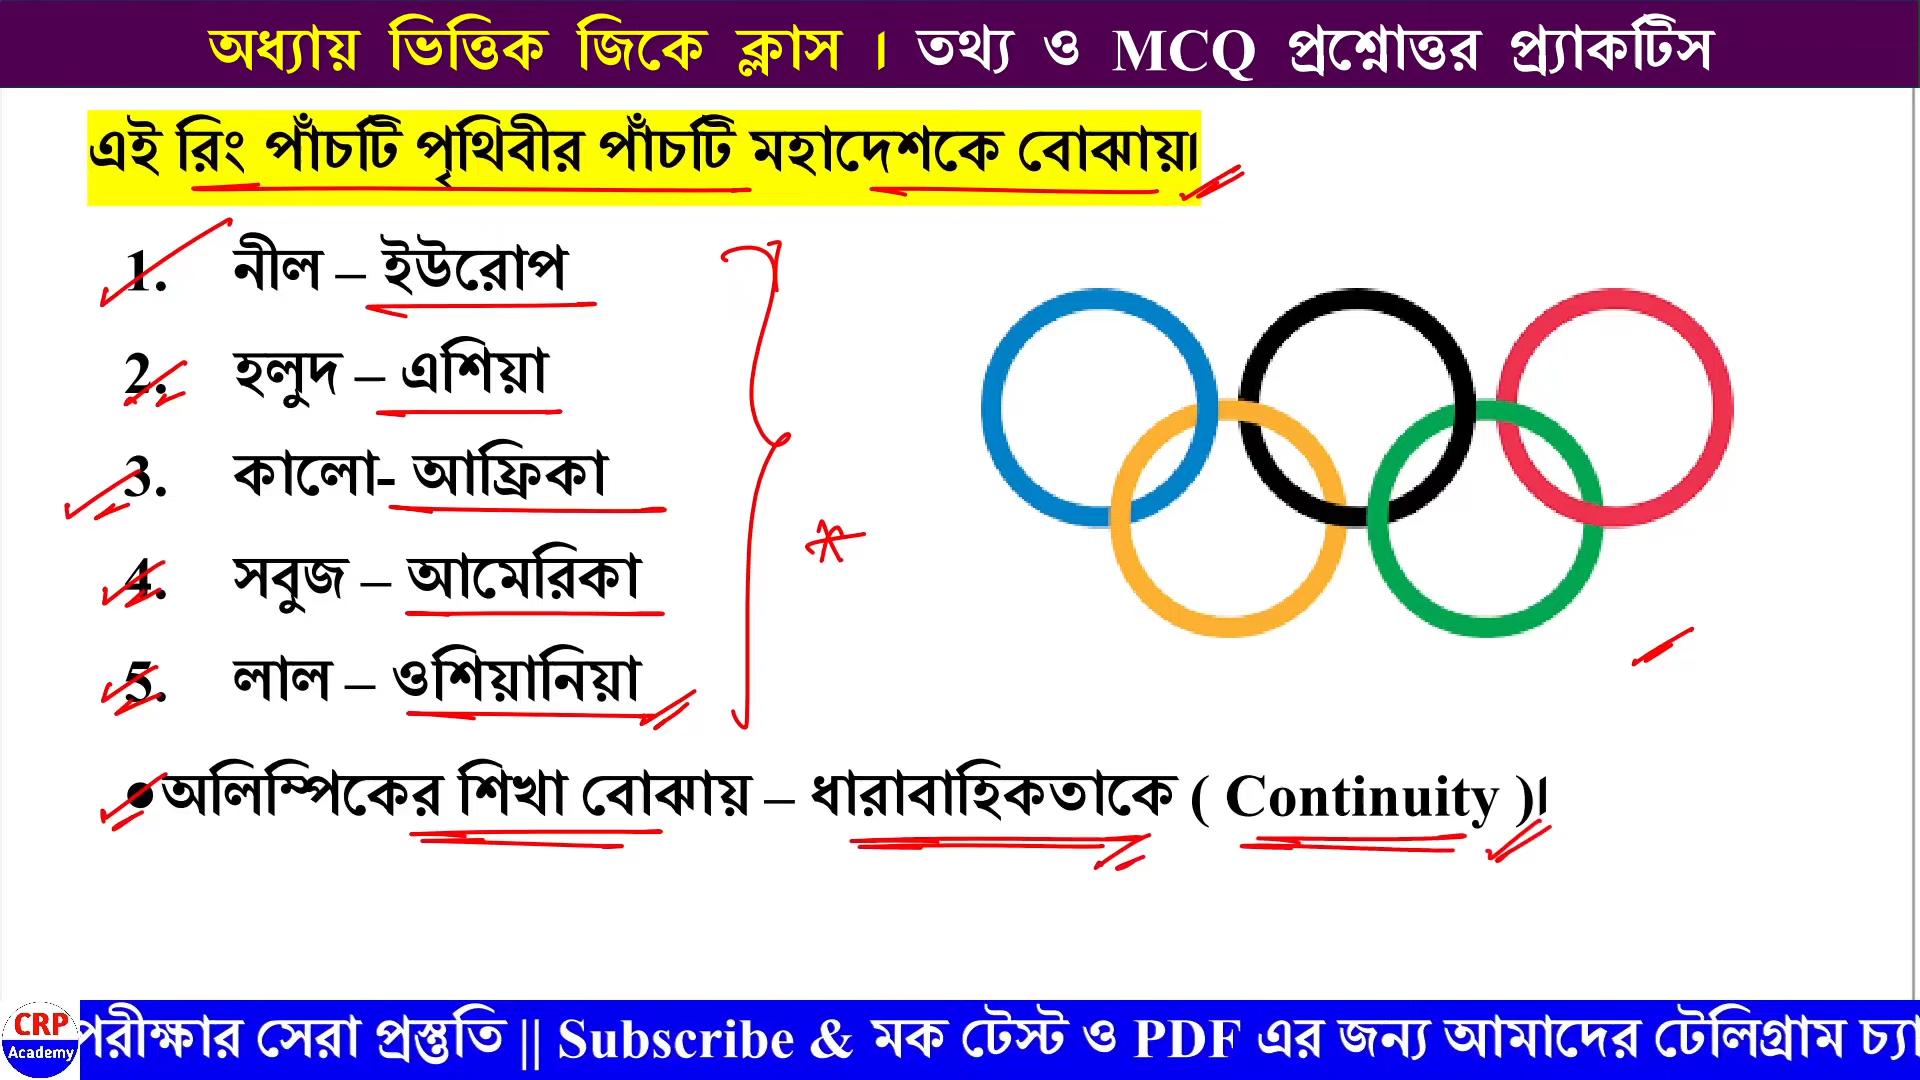 অধ্যায় ভিত্তিক জিকে ক্লাস । তথ্য ও MCQ প্রশ্নোত্তর প্র্যাকটিস
এই রিং পাঁচটি পৃথিবীর পাঁচটি মহাদেশকে বোঝায়।
1. নীল – ইউরোপ
2. হলুদ – এশিয়া
3. কালো- আফ্রিকা
4. সবুজ – আমেরিকা
5. লাল – ওশিয়ানিয়া
●অলিম্পিকের শিখা বোঝায় – ধারাবাহিকতাকে ( Continuity )।
CRP Academy
পরীক্ষার সেরা প্রস্তুতি || Subscribe & মক টেস্ট ও PDF এর জন্য আমাদের টেলিগ্রাম চ্যা